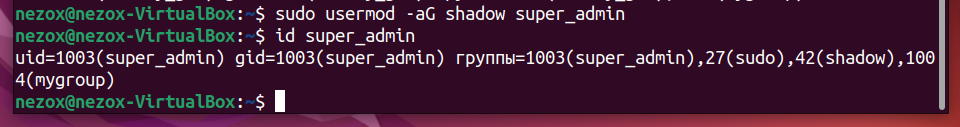 nezox@nezox-VirtualBox:~$ sudo usermod -aG shadow super_admin
nezox@nezox-VirtualBox:~$ id super_admin
uid=1003(super_admin) gid=1003(super_admin) группы=1003(super_admin),27(sudo),42(shadow),100
4(mygroup)
nezox@nezox-VirtualBox:~$